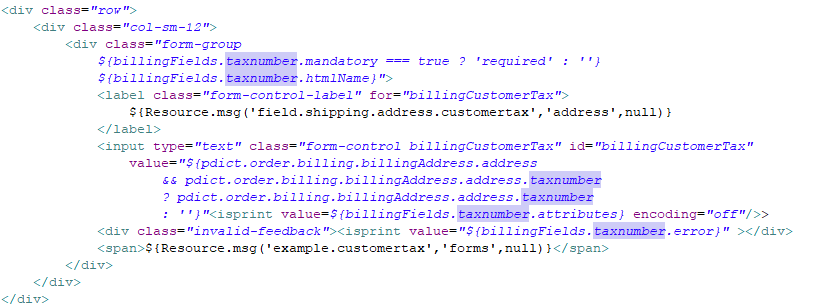 <div class="row">
<div class="col-sm-12">
<div class="form-group
${billingFields.taxnumber.mandatory === true ? 'required' : ''}
${billingFields.taxnumber.htmlName}">
<label class="form-control-label" for="billingCustomerTax">
${Resource.msg('field.shipping.address.customertax','address',null)}
</label>
<input type="text" class="form-control billingCustomerTax" id="billingCustomerTax"
value="${pdict.order.billing.billingAddress.address
&& pdict.order.billing.billingAddress.address.taxnumber
? pdict.order.billing.billingAddress.address.taxnumber
: ''}"<isprint value=${billingFields.taxnumber.attributes} encoding="off"/>>
<div class="invalid-feedback"><isprint value="${billingFields.taxnumber.error}" ></div>
<span>${Resource.msg('example.customertax','forms',null)}</span>
</div>
</div>
</div>